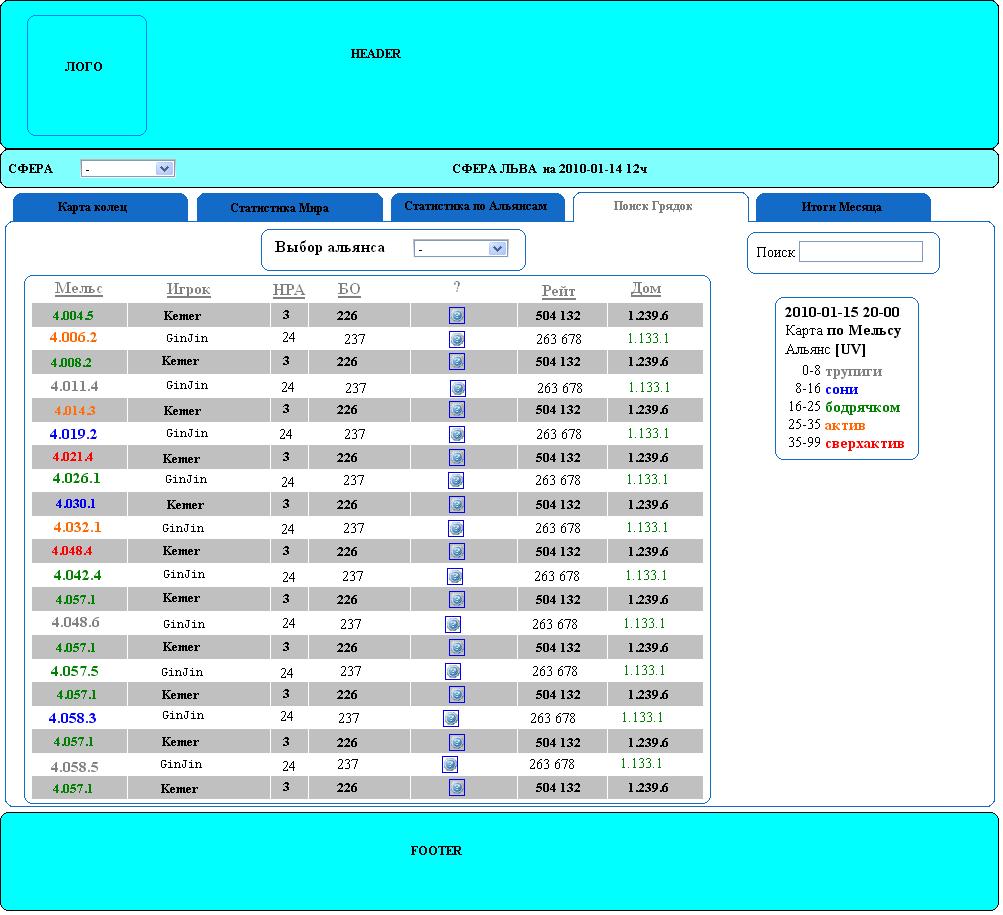 ЛОГО
HEADER
СФЕРА - СФЕРА ЛЬВА на 2010-01-14 12ч
Карта колец Статистика Мира Статистика по Альянсам Поиск Грядок Итоги Месяца
Выбор альянса - Поиск
Мельс Игрок НРА БО ? Рейт Дом
4.004.5 Kemer 3 226 504 132 1.239.6
4.006.2 GinJin 24 237 263 678 1.133.1
4.008.2 Kemer 3 226 504 132 1.239.6
4.011.4 GinJin 24 237 263 678 1.133.1
4.014.3 Kemer 3 226 504 132 1.239.6
4.019.2 GinJin 24 237 263 678 1.133.1
4.021.4 Kemer 3 226 504 132 1.239.6
4.026.1 GinJin 24 237 263 678 1.133.1
4.030.1 Kemer 3 226 504 132 1.239.6
4.032.1 GinJin 24 237 263 678 1.133.1
4.048.4 Kemer 3 226 504 132 1.239.6
4.042.4 GinJin 24 237 263 678 1.133.1
4.057.1 Kemer 3 226 504 132 1.239.6
4.048.6 GinJin 24 237 263 678 1.133.1
4.057.1 Kemer 3 226 504 132 1.239.6
4.057.5 GinJin 24 237 263 678 1.133.1
4.057.1 Kemer 3 226 504 132 1.239.6
4.058.3 GinJin 24 237 263 678 1.133.1
4.057.1 Kemer 3 226 504 132 1.239.6
4.058.5 GinJin 24 237 263 678 1.133.1
4.057.1 Kemer 3 226 504 132 1.239.6
2010-01-15 20-00
Карта по Мельсу
Альянс [UV]
0-8 трупиги
8-16 сони
16-25 бодрячком
25-35 актив
35-99 сверхактив
FOOTER